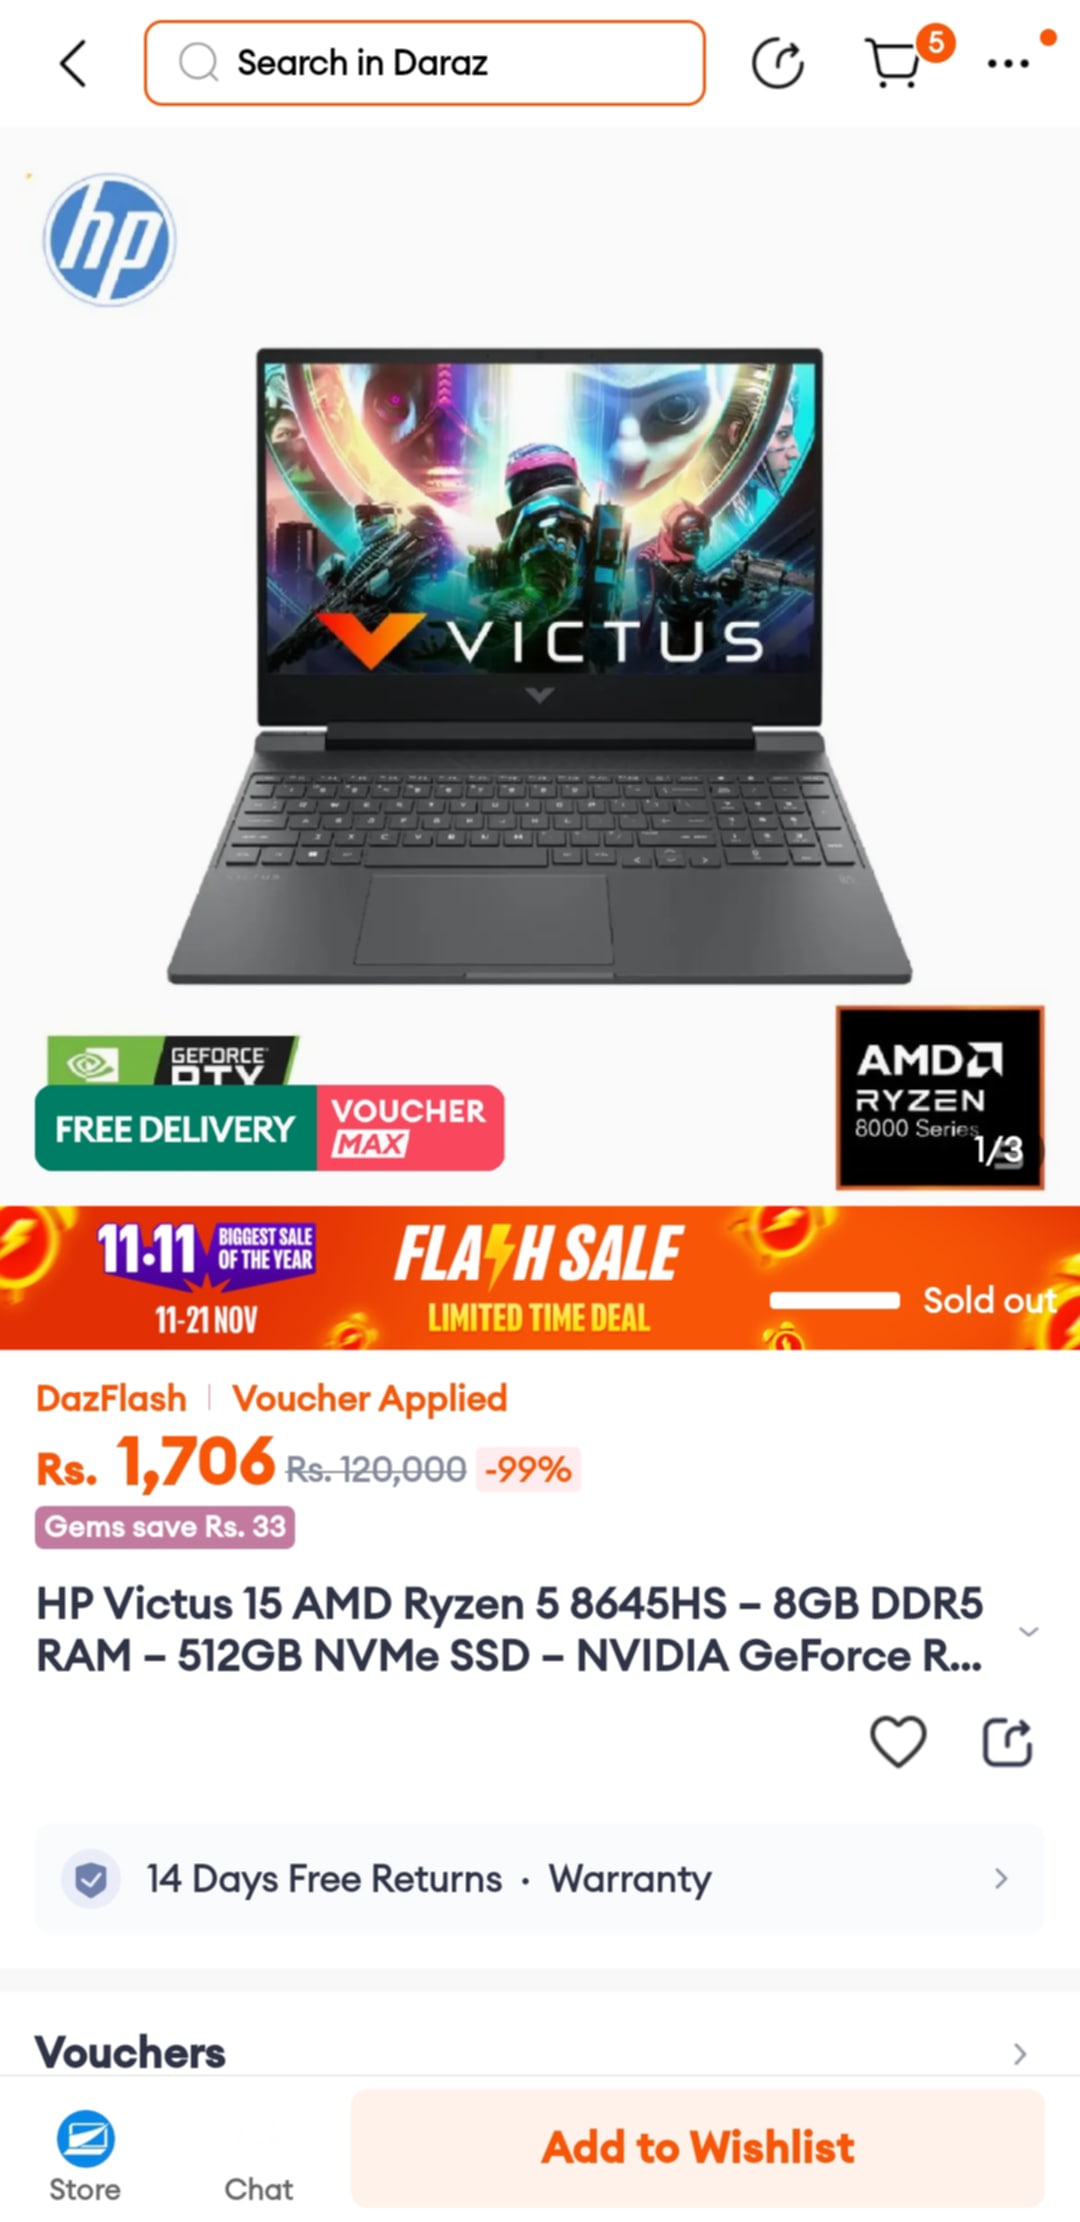 Search in Daraz
5
hp
VICTUS
GEFORCE
RTX
FREE DELIVERY
VOUCHER
MAX
AMD
RYZEN
8000 Series
1/3
11.11
BIGGEST SALE
OF THE YEAR
11-21 NOV
FLASH SALE
LIMITED TIME DEAL
Sold out
DazFlash
Voucher Applied
Rs. 1,706 Rs. 120,000 -99%
Gems save Rs. 33
HP Victus 15 AMD Ryzen 5 8645HS – 8GB DDR5
RAM – 512GB NVMe SSD – NVIDIA GeForce R...
14 Days Free Returns · Warranty
Vouchers
Store
Chat
Add to Wishlist